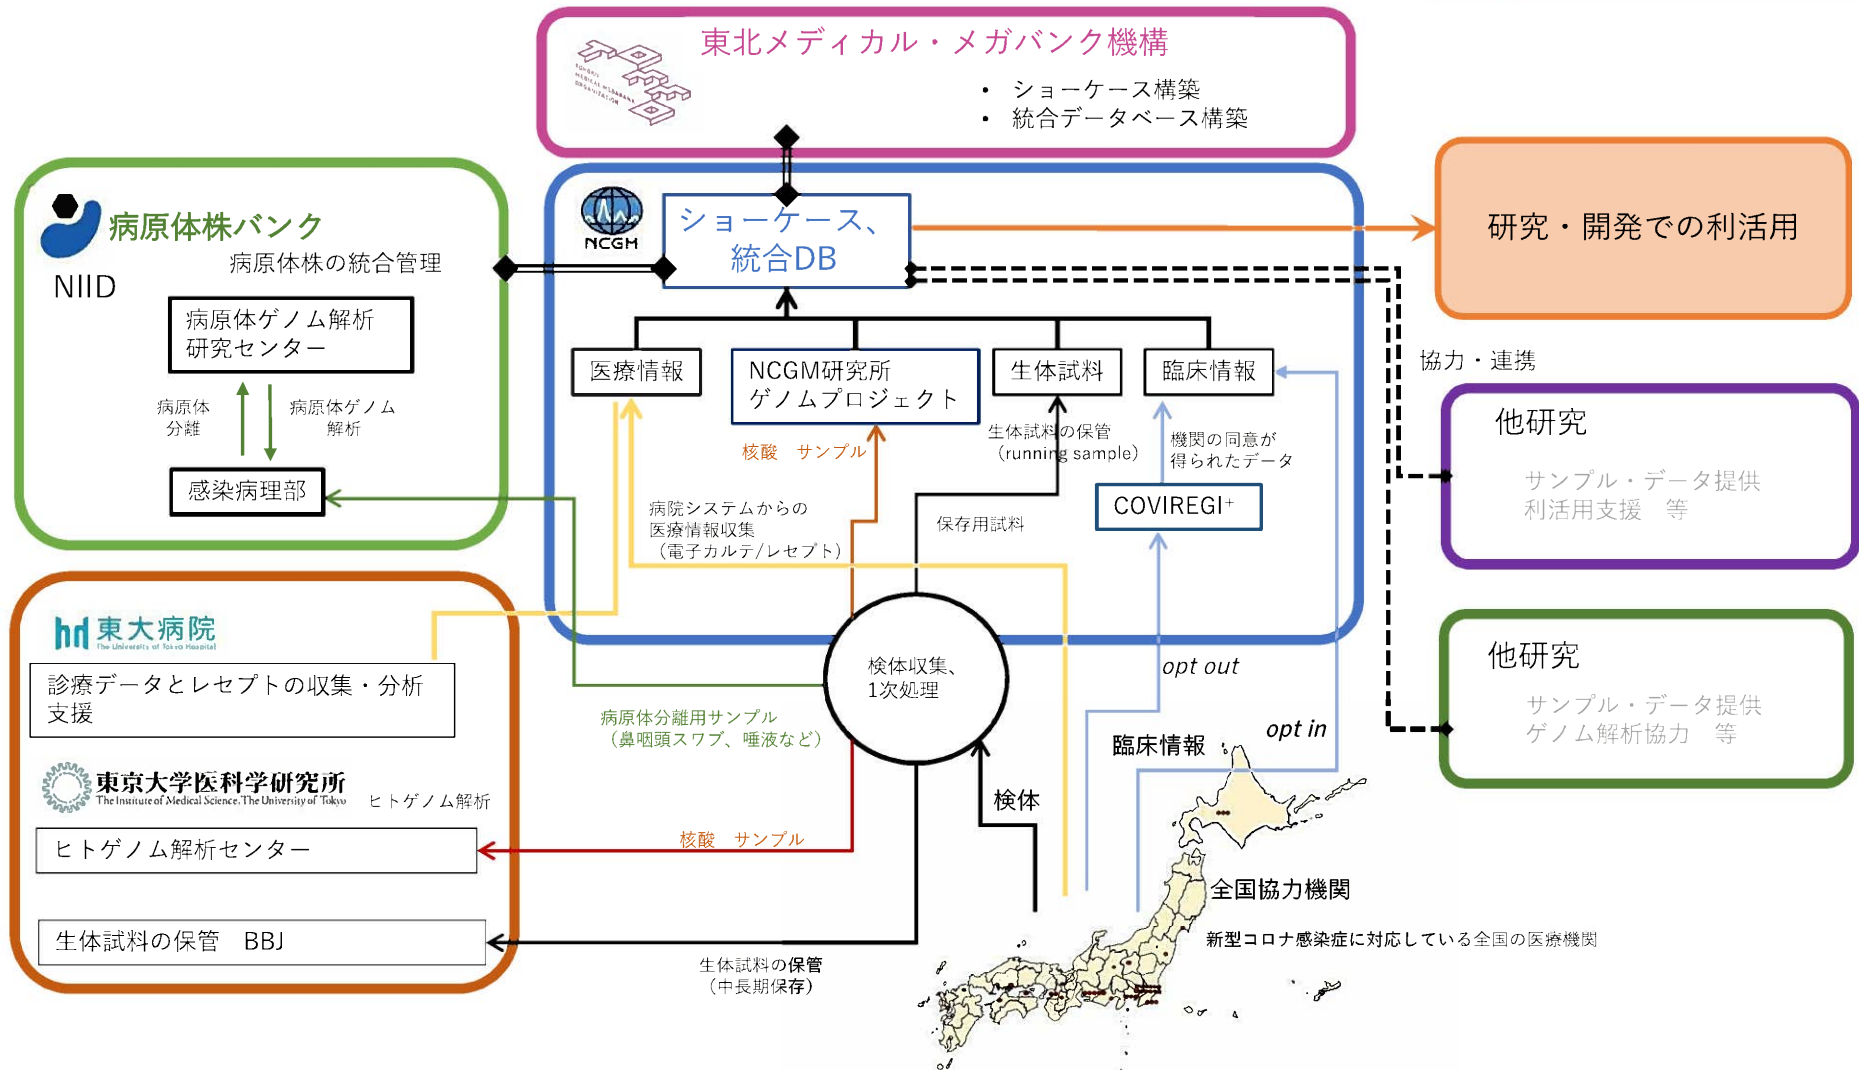 東北メディカル・メガバンク機構
TOHOKU
MEDICAL MEGABANK
ORGANIZATION
• ショーケース構築
• 統合データベース構築
病原体株バンク
NIID
病原体株の統合管理
病原体ゲノム解析
研究センター
病原体
分離
病原体ゲノム
解析
感染病理部
NCGM
ショーケース、
統合DB
医療情報
NCGM研究所
ゲノムプロジェクト
生体試料
臨床情報
核酸 サンプル
生体試料の保管
（running sample）
機関の同意が
得られたデータ
病院システムからの
医療情報収集
（電子カルテ/レセプト）
保存用試料
COVIREGI+
研究・開発での利活用
協力・連携
他研究
サンプル・データ提供
利活用支援 等
他研究
サンプル・データ提供
ゲノム解析協力 等
東大病院
The University of Tokyo Hospital
診療データとレセプトの収集・分析
支援
東京大学医科学研究所
The Institute of Medical Science, The University of Tokyo
ヒトゲノム解析
ヒトゲノム解析センター
生体試料の保管 BBJ
検体収集、
1次処理
病原体分離用サンプル
（鼻咽頭スワブ、唾液など）
核酸 サンプル
生体試料の保管
（中長期保存）
検体
opt out
opt in
臨床情報
全国協力機関
新型コロナ感染症に対応している全国の医療機関